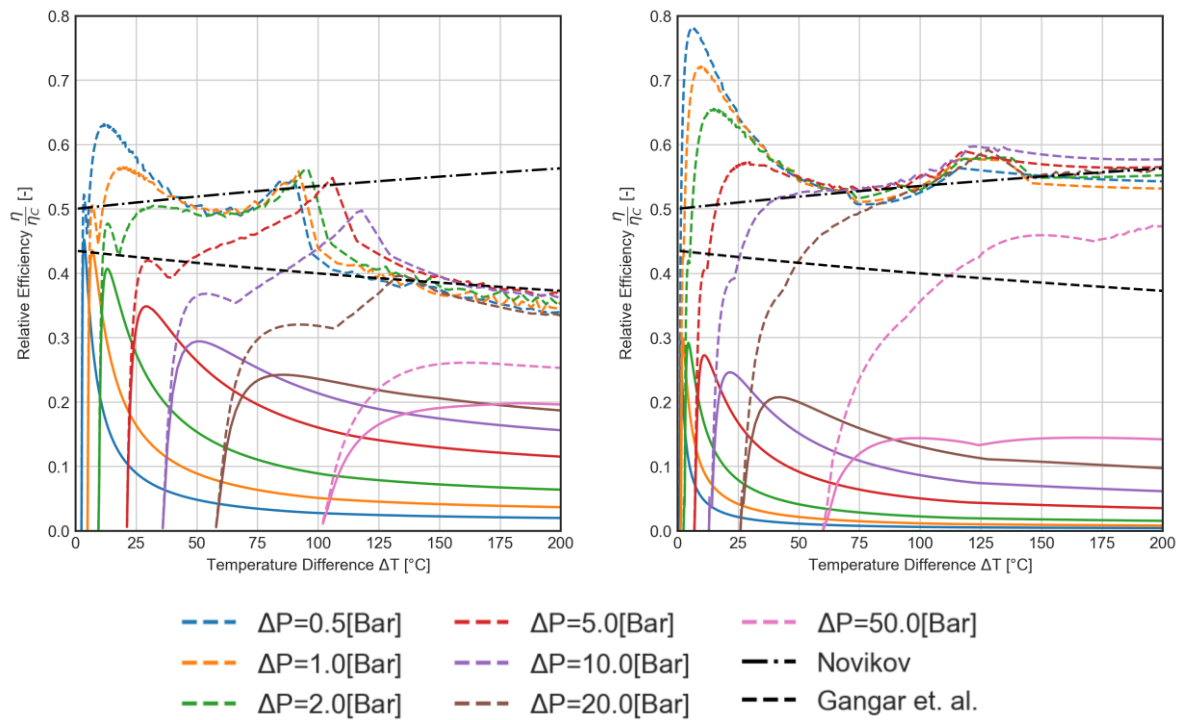 0.8
0.7
0.6
0.5
0.4
0.3
0.2
0.1
0.0
Relative Efficiency η/ηC [-]
0 25 50 75 100 125 150 175 200
Temperature Difference ΔT [°C]
0.8
0.7
0.6
0.5
0.4
0.3
0.2
0.1
0.0
Relative Efficiency η/ηC [-]
0 25 50 75 100 125 150 175 200
Temperature Difference ΔT [°C]
ΔP=0.5[Bar] ΔP=5.0[Bar] ΔP=50.0[Bar]
ΔP=1.0[Bar] ΔP=10.0[Bar] Novikov
ΔP=2.0[Bar] ΔP=20.0[Bar] Gangar et. al.